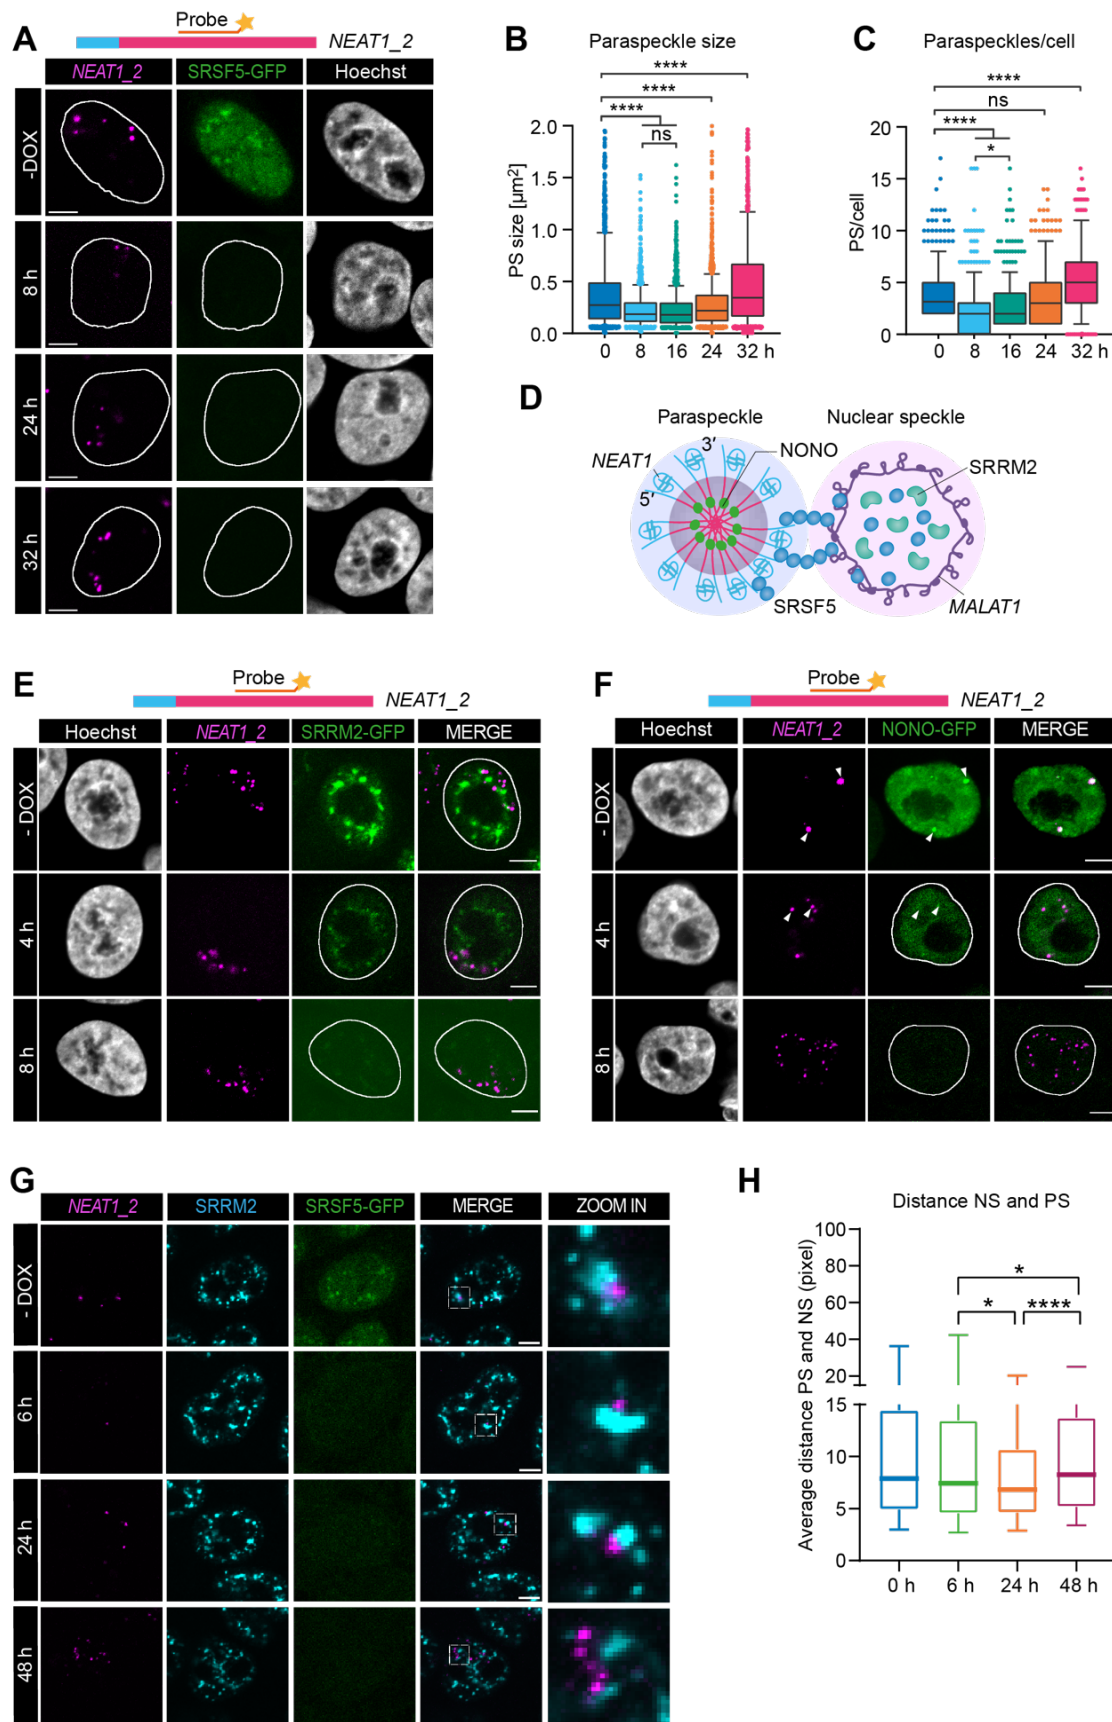 A
Probe
NEAT1_2
NEAT1_2
SRSF5-GFP
Hoechst
-DOX
8 h
24 h
32 h
B
Paraspeckle size
****
****
****
ns
PS size [µm²]
2.0
1.5
1.0
0.5
0.0
0
8
16
24
32 h
C
Paraspeckles/cell
****
ns
****
*
PS/cell
20
15
10
5
0
0
8
16
24
32 h
D
Paraspeckle
Nuclear speckle
NEAT1
3′
NONO
SRRM2
5′
SRSF5
MALAT1
E
Probe
NEAT1_2
Hoechst
NEAT1_2
SRRM2-GFP
MERGE
- DOX
4 h
8 h
F
Probe
NEAT1_2
Hoechst
NEAT1_2
NONO-GFP
MERGE
- DOX
4 h
8 h
G
NEAT1_2
SRRM2
SRSF5-GFP
MERGE
ZOOM IN
- DOX
6 h
24 h
48 h
H
Distance NS and PS
*
*
****
Average distance PS and NS (pixel)
100
80
60
40
20
15
10
5
0
0 h
6 h
24 h
48 h